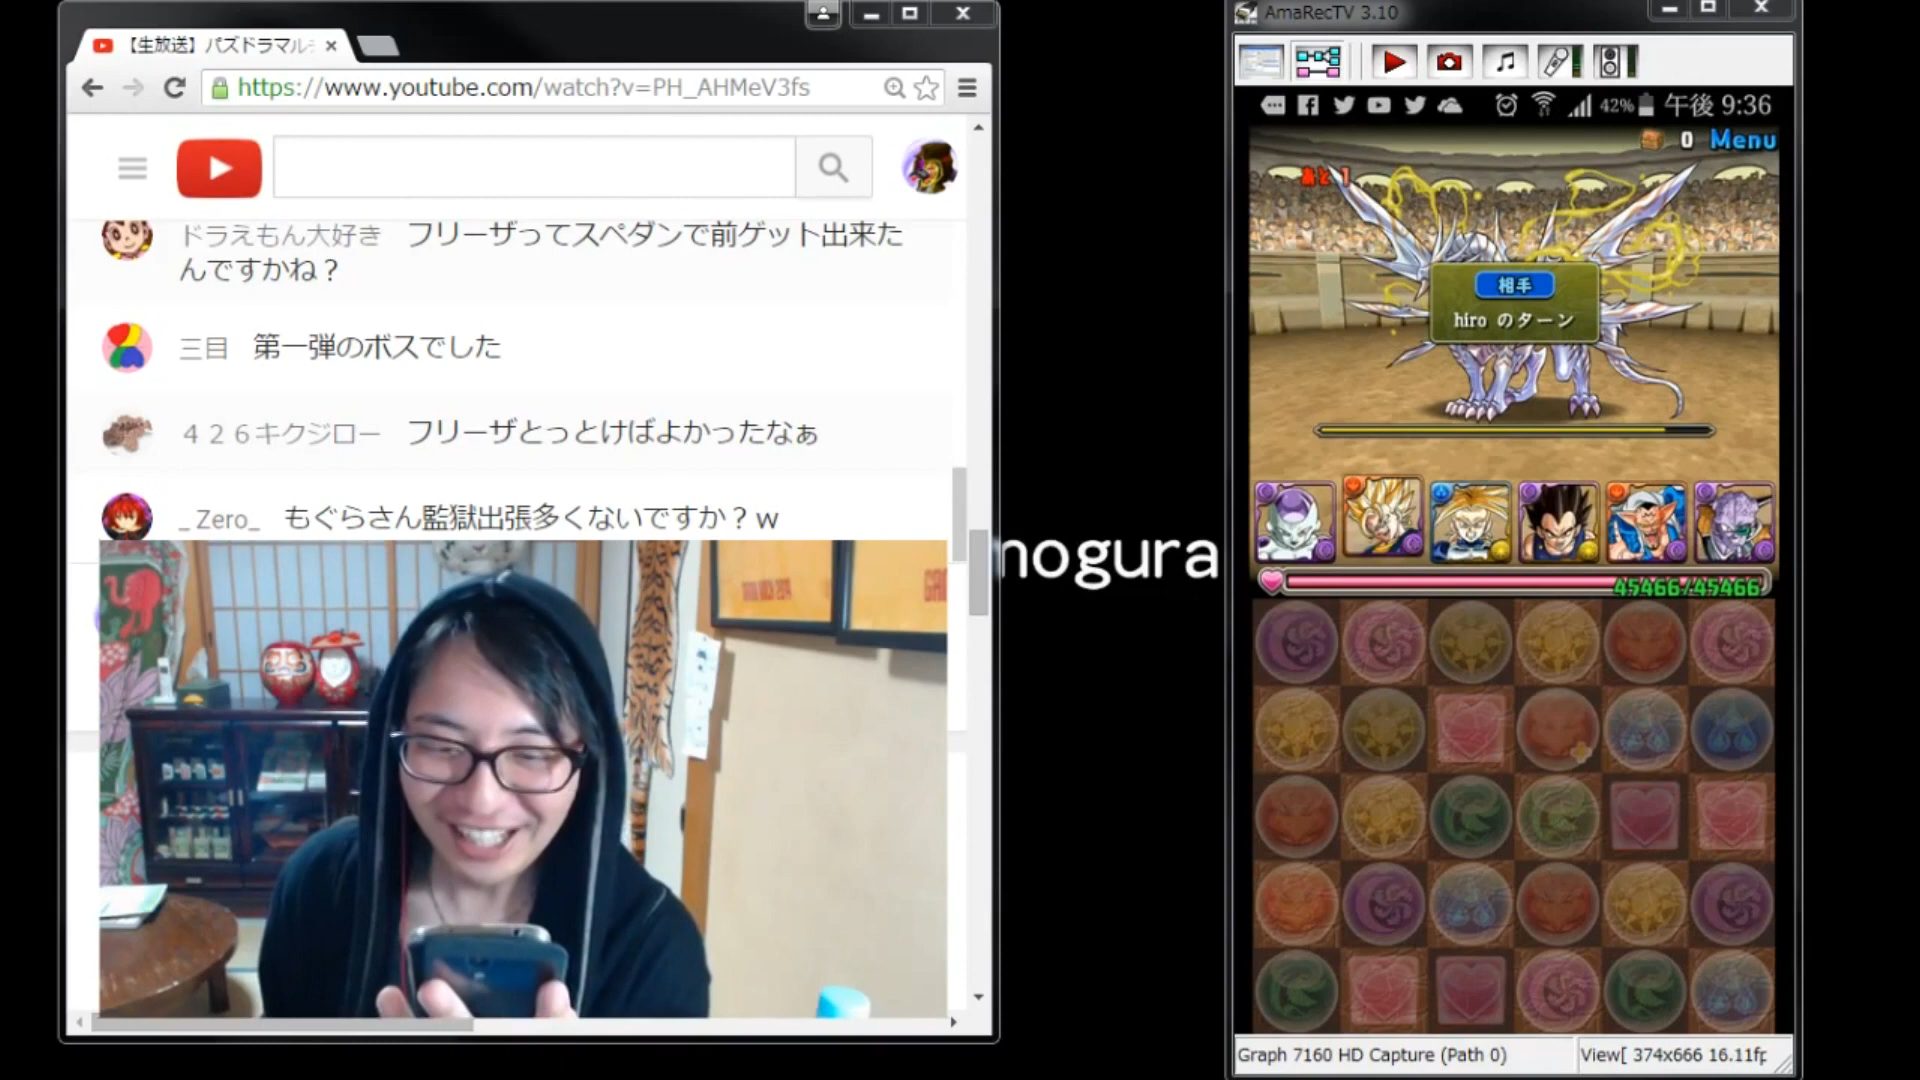 【生放送】パズドラマル
https://www.youtube.com/watch?v=PH_AHMeV3fs
ドラえもん大好き フリーザってスペダンで前ゲット出来た
んですかね？
三目 第一弾のボスでした
４２６キクジロー フリーザとっとけばよかったなぁ
_Zero_ もぐらさん監獄出張多くないですか？w
mogura
AmaRecTV 3.10
42% 午後 9:36
0 Menu
あと 1
相手
hiro のターン
45466/45466
Graph 7160 HD Capture (Path 0)
View[ 374x666 16.11fp